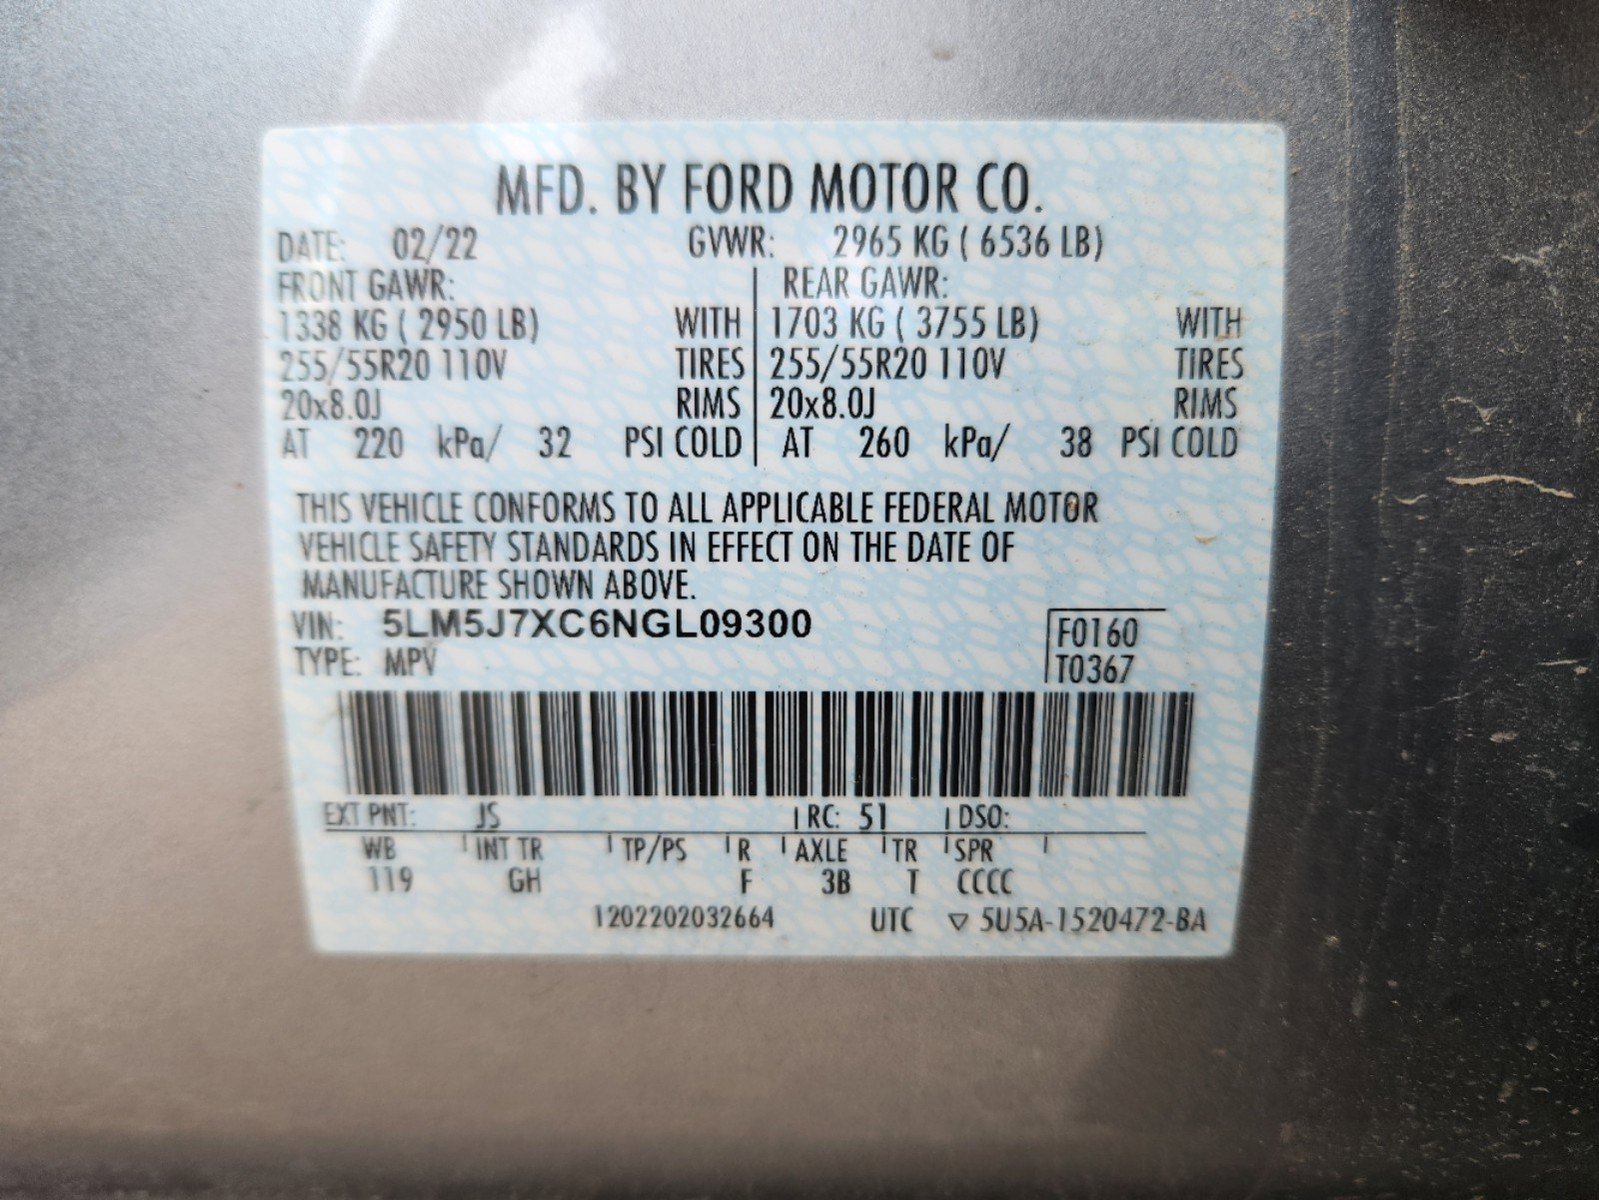 MFD. BY FORD MOTOR CO.
DATE: 02/22 GVWR: 2965 KG ( 6536 LB)
FRONT GAWR: REAR GAWR:
1338 KG ( 2950 LB) WITH 1703 KG ( 3755 LB) WITH
255/55R20 110V TIRES 255/55R20 110V TIRES
20x8.0J RIMS 20x8.0J RIMS
AT 220 kPa/ 32 PSI COLD AT 260 kPa/ 38 PSI COLD
THIS VEHICLE CONFORMS TO ALL APPLICABLE FEDERAL MOTOR
VEHICLE SAFETY STANDARDS IN EFFECT ON THE DATE OF
MANUFACTURE SHOWN ABOVE.
VIN: 5LM5J7XC6NGL09300 F0160
TYPE: MPV T0367
EXT PNT: JS RC: 51 DSO:
WB INT TR TP/PS R AXLE TR SPR
119 GH F 3B T CCCC
1202202032664 UTC ▽ 5U5A-1520472-BA